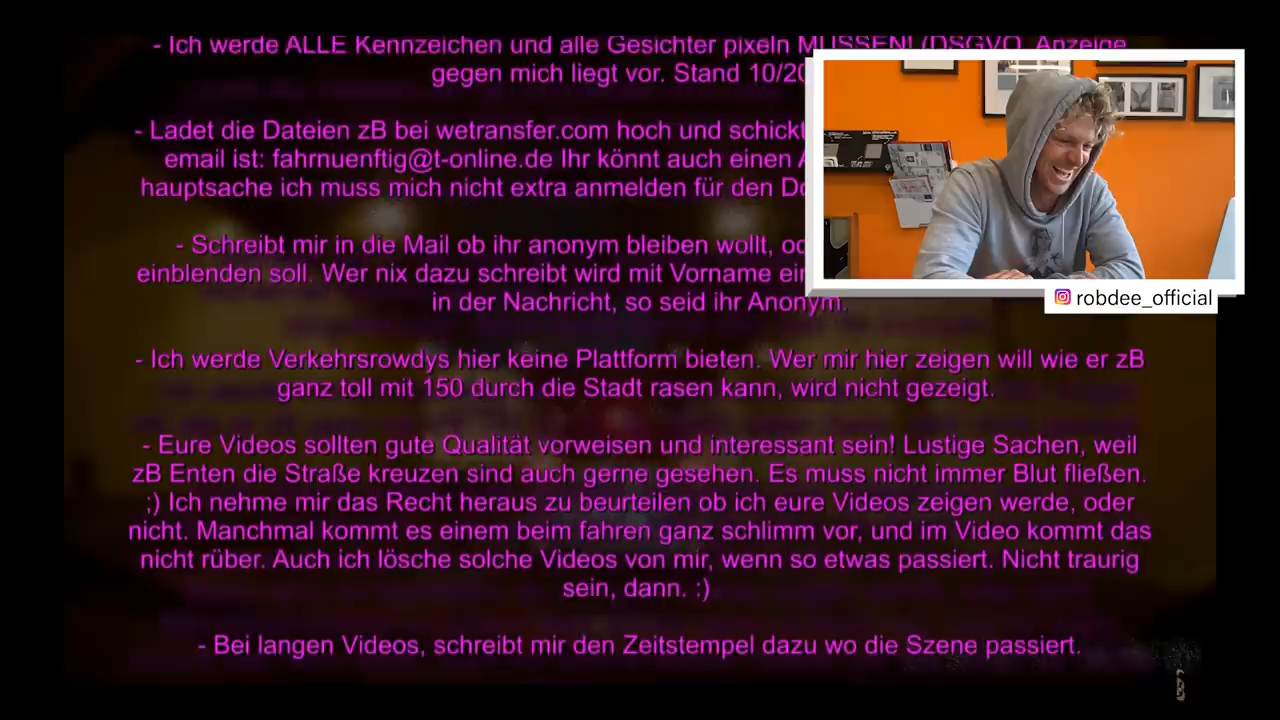 - Ich werde ALLE Kennzeichen und alle Gesichter pixeln MÜSSEN! (DSGVO, Anzeige
gegen mich liegt vor. Stand 10/20
- Ladet die Dateien zB bei wetransfer.com hoch und schickt
email ist: fahrnuenftig@t-online.de Ihr könnt auch einen
hauptsache ich muss mich nicht extra anmelden für den
- Schreibt mir in die Mail ob ihr anonym bleiben wollt,
einblenden soll. Wer nix dazu schreibt wird mit Vorname
in der Nachricht, so seid ihr Anonym.
robdee_official
- Ich werde Verkehrsrowdys hier keine Plattform bieten. Wer mir hier zeigen will wie er zB
ganz toll mit 150 durch die Stadt rasen kann, wird nicht gezeigt.
- Eure Videos sollten gute Qualität vorweisen und interessant sein! Lustige Sachen, weil
zB Enten die Straße kreuzen sind auch gerne gesehen. Es muss nicht immer Blut fließen.
;) Ich nehme mir das Recht heraus zu beurteilen ob ich eure Videos zeigen werde, oder
nicht. Manchmal kommt es einem beim fahren ganz schlimm vor, und im Video kommt das
nicht rüber. Auch ich lösche solche Videos von mir, wenn so etwas passiert. Nicht traurig
sein, dann. :)
- Bei langen Videos, schreibt mir den Zeitstempel dazu wo die Szene passiert.